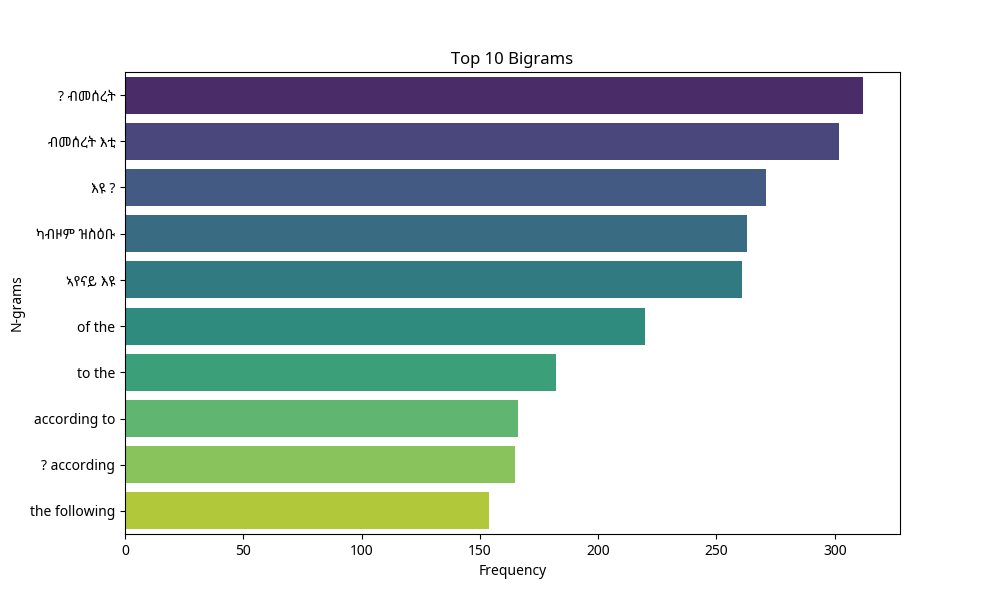 Top 10 Bigrams
? ብመሰረት
ብመሰረት እቲ
እዩ ?
ካብዞም ዝስዕቡ
ኣየናይ እዩ
of the
to the
according to
? according
the following
N-grams
0 50 100 150 200 250 300
Frequency